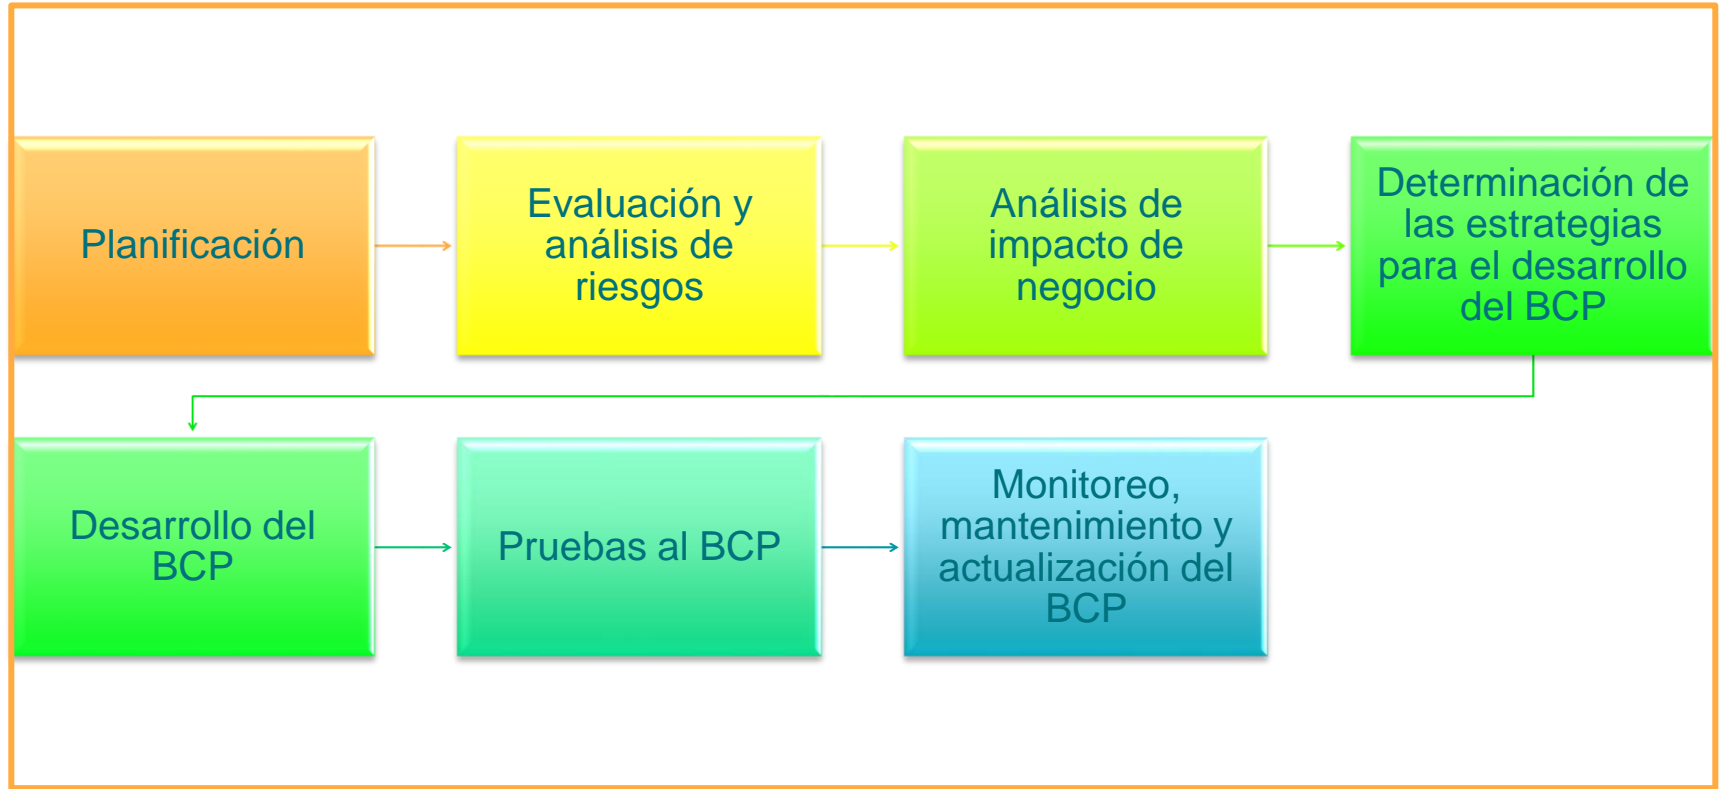 Planificación
Evaluación y
análisis de
riesgos
Análisis de
impacto de
negocio
Determinación de
las estrategias
para el desarrollo
del BCP
Desarrollo del
BCP
Pruebas al BCP
Monitoreo,
mantenimiento y
actualización del
BCP